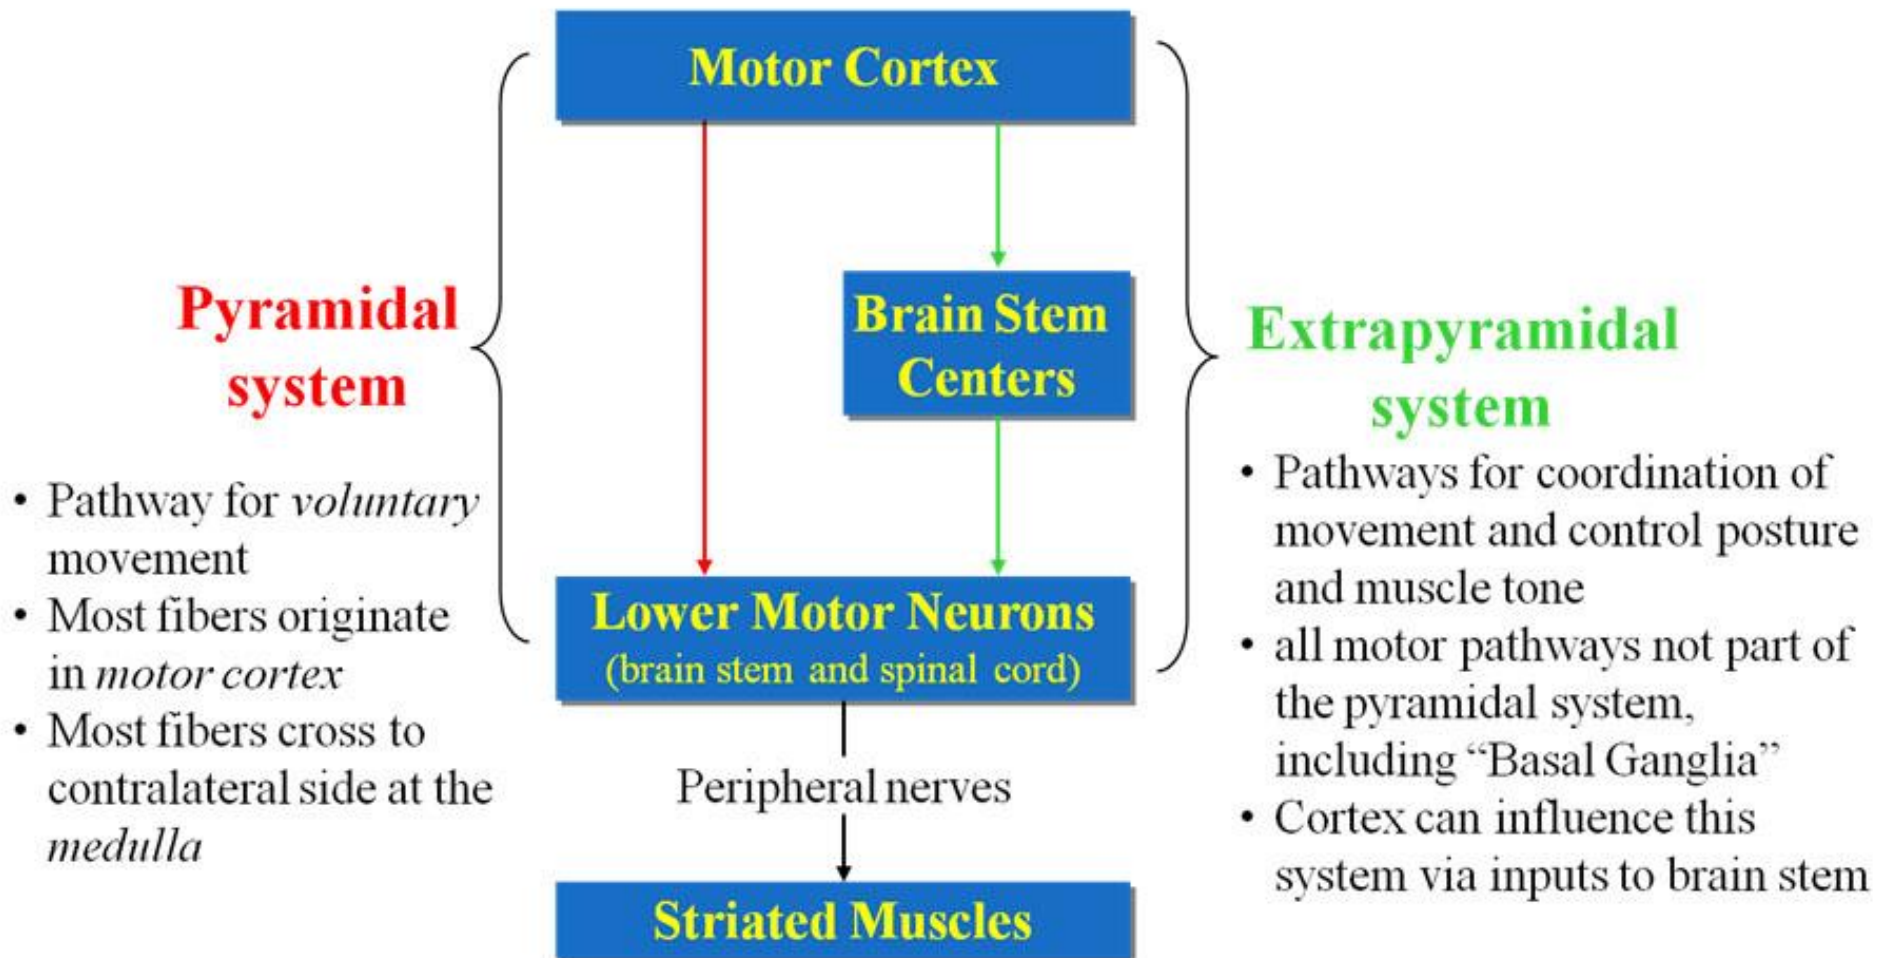 Motor Cortex
Pyramidal
system
• Pathway for voluntary
movement
• Most fibers originate
in motor cortex
• Most fibers cross to
contralateral side at the
medulla
Brain Stem
Centers
Lower Motor Neurons
(brain stem and spinal cord)
Peripheral nerves
Striated Muscles
Extrapyramidal
system
• Pathways for coordination of
movement and control posture
and muscle tone
• all motor pathways not part of
the pyramidal system,
including “Basal Ganglia”
• Cortex can influence this
system via inputs to brain stem